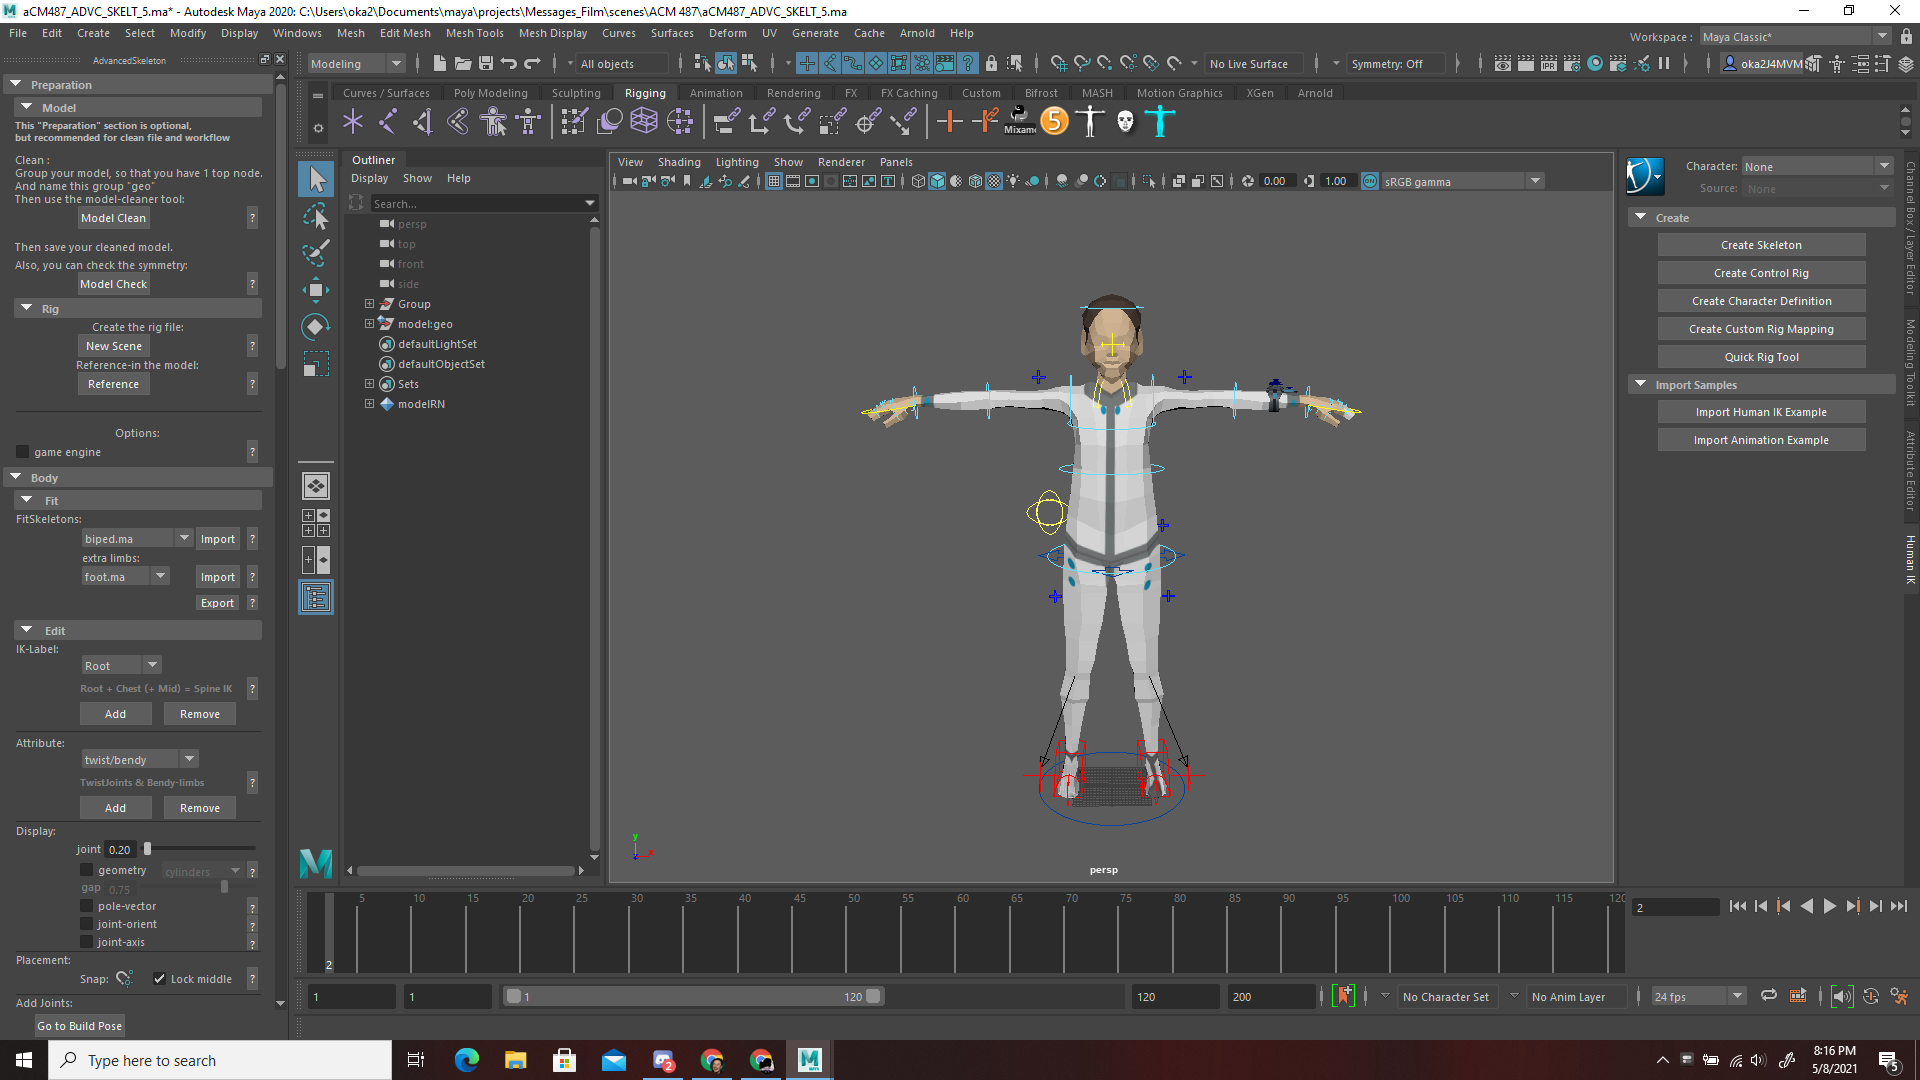 aCM487_ADVC_SKELT_5.ma* - Autodesk Maya 2020: C:\Users\oka2\Documents\maya\projects\Messages_Film\scenes\ACM 487\aCM487_ADVC_SKELT_5.ma
File Edit Create Select Modify Display Windows Mesh Edit Mesh Mesh Tools Mesh Display Curves Surfaces Deform UV Generate Cache Arnold Help
Workspace : Maya Classic*
AdvancedSkeleton
Modeling
All objects
No Live Surface
Symmetry: Off
oka2J4MVM
Curves / Surfaces Poly Modeling Sculpting Rigging Animation Rendering FX FX Caching Custom Bifrost MASH Motion Graphics XGen Arnold
Mixamo
5
Preparation
Model
This "Preparation" section is optional,
but recommended for clean file and workflow
Clean :
Group your model, so that you have 1 top node.
And name this group "geo"
Then use the model-cleaner tool:
Model Clean ?
Then save your cleaned model.
Also, you can check the symmetry:
Model Check ?
Rig
Create the rig file:
New Scene ?
Reference-in the model:
Reference ?
Options:
game engine ?
Body
Fit
FitSkeletons:
biped.ma Import ?
extra limbs:
foot.ma Import ?
Export ?
Edit
IK-Label:
Root
Root + Chest (+ Mid) = Spine IK ?
Add Remove
Attribute:
twist/bendy
TwistJoints & Bendy-limbs ?
Add Remove
Display:
joint 0.20
geometry cylinders ?
gap 0.75
pole-vector ?
joint-orient ?
joint-axis ?
Placement:
Snap: Lock middle ?
Add Joints:
Go to Build Pose
Outliner
Display Show Help
Search...
persp
top
front
side
Group
model:geo
defaultLightSet
defaultObjectSet
Sets
modelRN
View Shading Lighting Show Renderer Panels
0.00 1.00 ON sRGB gamma
y
x
persp
Character: None
Source: None
Create
Create Skeleton
Create Control Rig
Create Character Definition
Create Custom Rig Mapping
Quick Rig Tool
Import Samples
Import Human IK Example
Import Animation Example
Channel Box / Layer Editor
Modeling Toolkit
Attribute Editor
Human IK
5 10 15 20 25 30 35 40 45 50 55 60 65 70 75 80 85 90 95 100 105 110 115 120
2
2
1 1 1 120 120 200
No Character Set
No Anim Layer
24 fps
Type here to search
2
MAYA
8:16 PM
5/8/2021
5